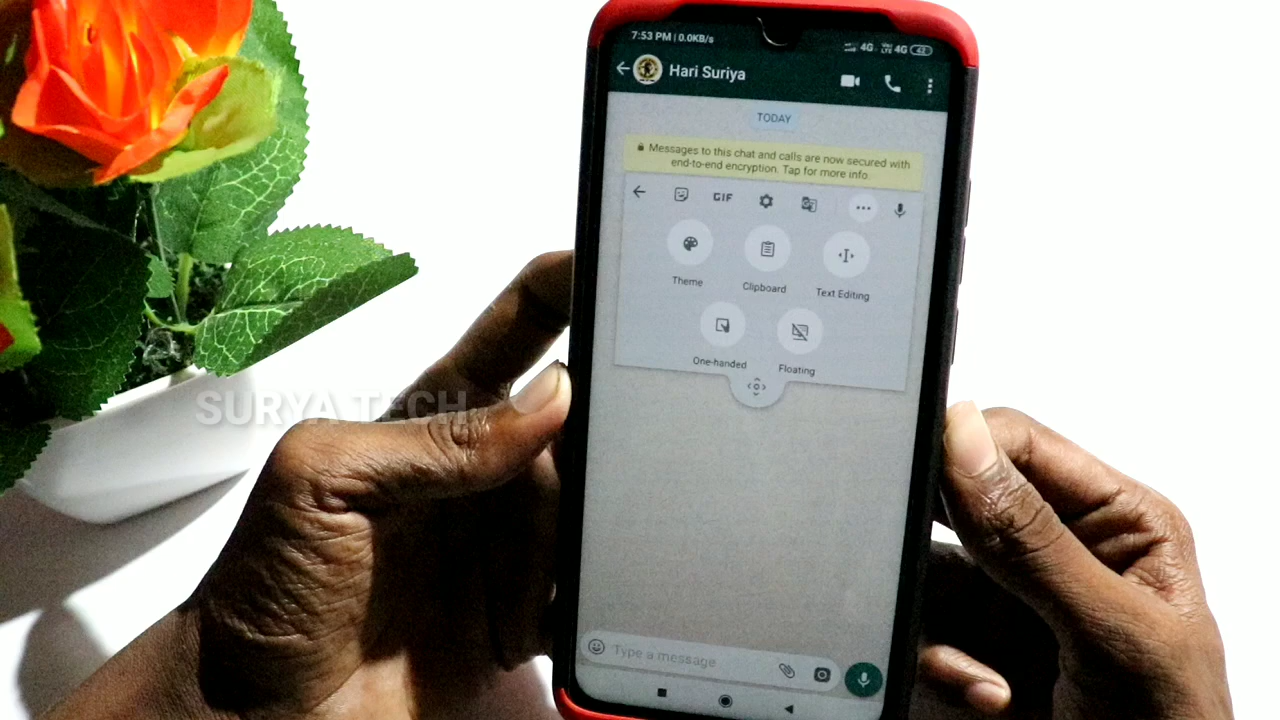 7:53 PM | 0.0KB/s
4G 4G 42
Hari Suriya
TODAY
Messages to this chat and calls are now secured with
end-to-end encryption. Tap for more info.
GIF
Theme
Clipboard
Text Editing
One-handed
Floating
SURYA TECH
Type a message